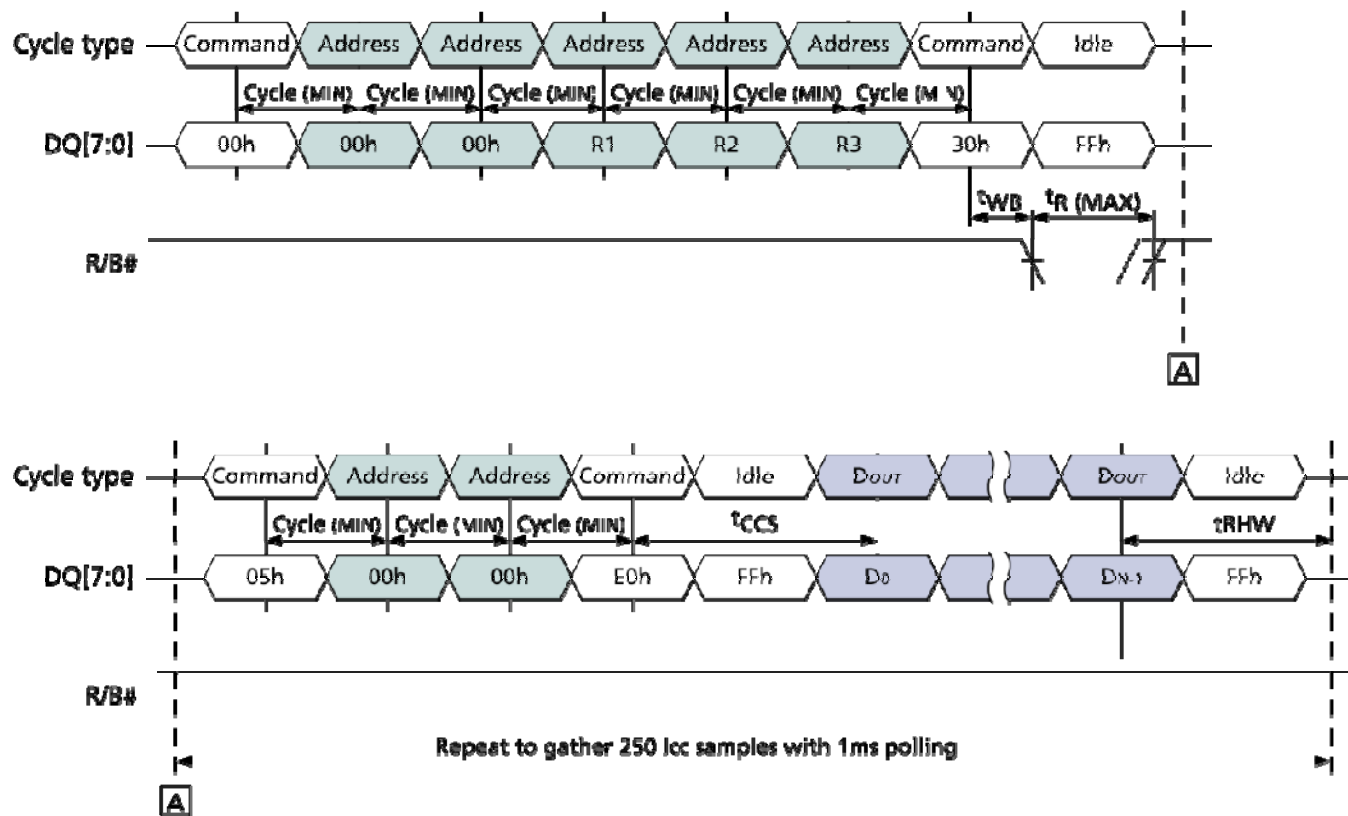 Cycle type Command Address Address Address Address Address Command Idle
Cycle (MIN) Cycle (MIN) Cycle (MIN) Cycle (MIN) Cycle (MIN) Cycle (M N)
DQ[7:0] 00h 00h 00h R1 R2 R3 30h FFh
tWB tR (MAX)
R/B#
A
Cycle type Command Address Address Command Idle DOUT DOUT Idle
Cycle (MIN) Cycle (MIN) Cycle (MIN) tCCS tRHW
DQ[7:0] 05h 00h 00h E0h FFh D0 DN-1 FFh
R/B#
Repeat to gather 250 Icc samples with 1ms polling
A